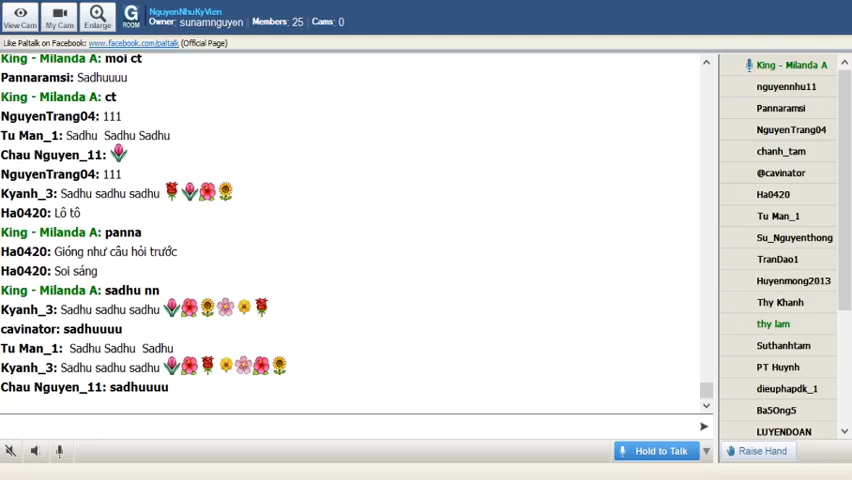 NguyenNhuKyVien
Owner: sunamnguyen Members: 25 Cams: 0
View Cam My Cam Enlarge G ROOM
Like Paltalk on Facebook: www.facebook.com/paltalk (Official Page)
King - Milanda A: moi ct
Pannaramsi: Sadhuuuu
King - Milanda A: ct
NguyenTrang04: 111
Tu Man_1: Sadhu Sadhu Sadhu
Chau Nguyen_11:
NguyenTrang04: 111
Kyanh_3: Sadhu sadhu sadhu
Ha0420: Lô tô
King - Milanda A: panna
Ha0420: Gióng như câu hỏi trước
Ha0420: Soi sáng
King - Milanda A: sadhu nn
Kyanh_3: Sadhu sadhu sadhu
cavinator: sadhuuuu
Tu Man_1: Sadhu Sadhu Sadhu
Kyanh_3: Sadhu sadhu sadhu
Chau Nguyen_11: sadhuuuu
Hold to Talk
King - Milanda A
nguyennhu11
Pannaramsi
NguyenTrang04
chanh_tam
@cavinator
Ha0420
Tu Man_1
Su_Nguyenthong
TranDao1
Huyenmong2013
Thy Khanh
thy lam
Suthanhtam
PT Huynh
dieuphapdk_1
Ba5Ong5
LUYENDOAN
Raise Hand